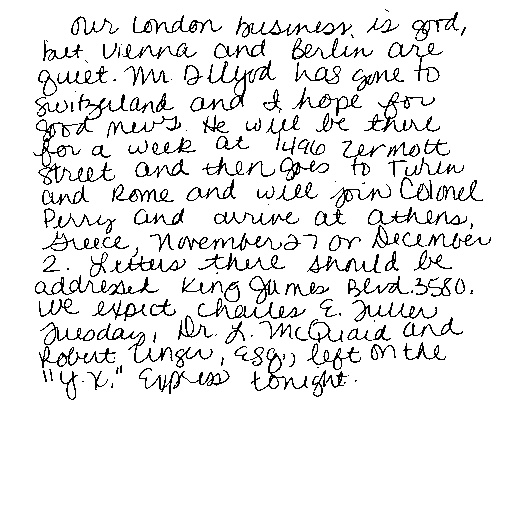 Our London business is good,
but Vienna and Berlin are
quiet. Mr. D. Llyod has gone to
Switzerland and I hope for
good news. He will be there
for a week at 1496 Zermott
Street and then goes to Turin
and Rome and will join Colonel
Perry and arrive at Athens,
Greece, November 27 or December
2. Letters there should be
addressed King James Blvd. 3580.
We expect Charles E. Fuller
Tuesday. Dr. L. McQuaid and
Robert Unger, Esq., left on the
"Y.X." Express tonight.